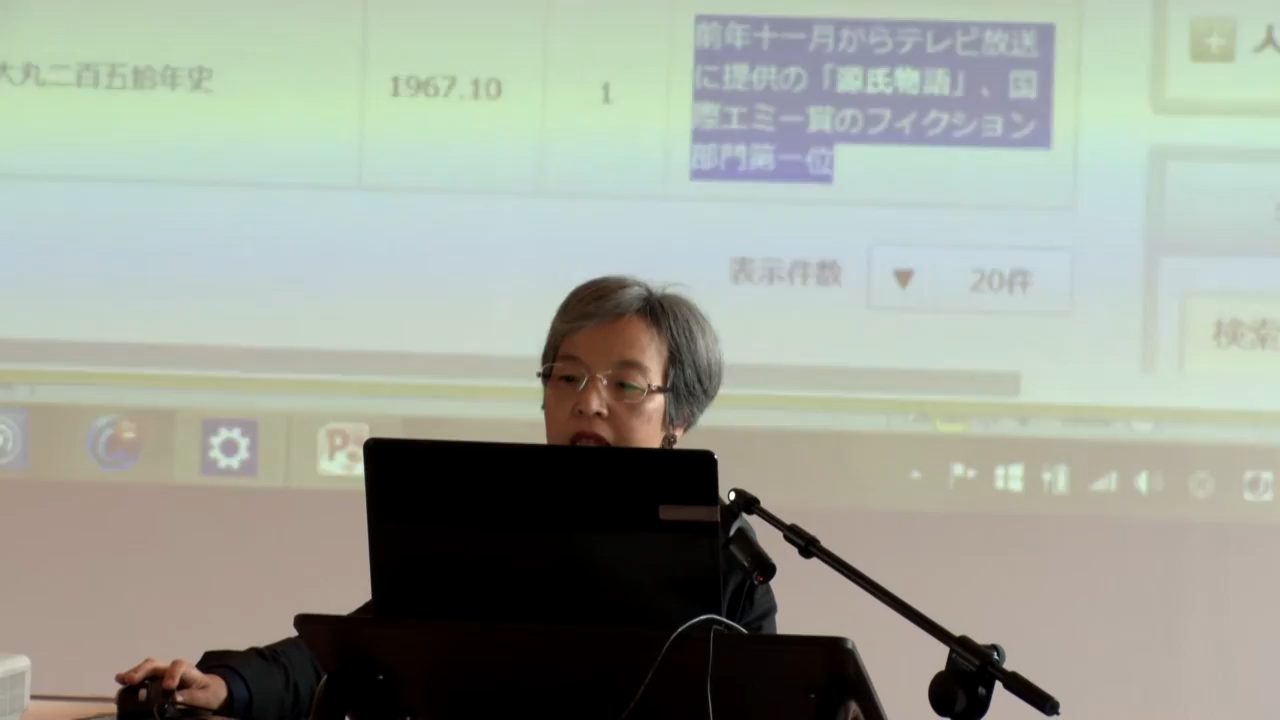 前年十一月からテレビ放送
大丸二百五拾年史
1967.10
1
に提供の「源氏物語」、国
際エミー賞のフィクション
部門第一位
表示件数
▼
20件
検索